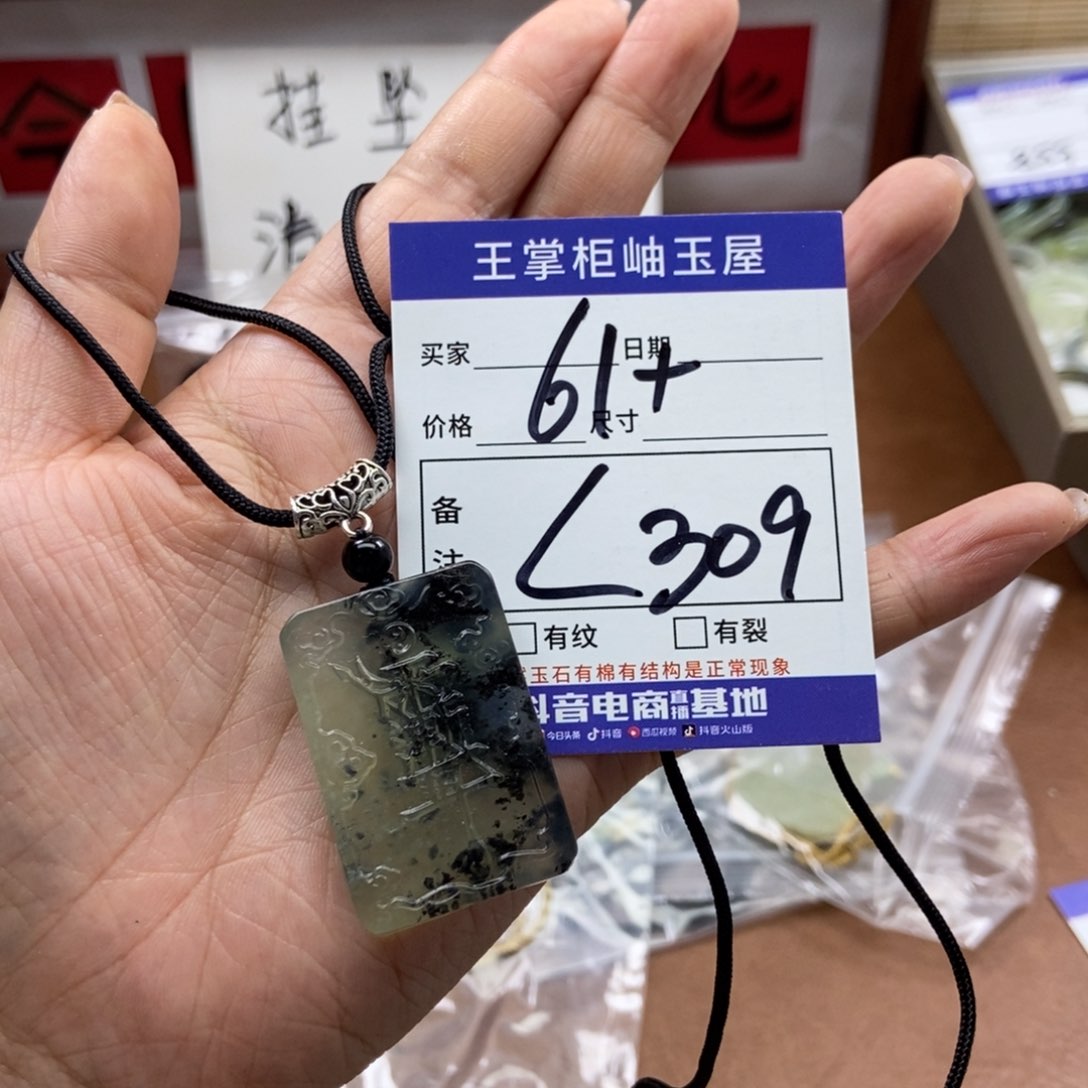 今
挂坠
清
王掌柜岫玉屋
买家 日期
61+
价格 尺寸
备注
L309
有纹 有裂
玉石有棉有结构是正常现象
抖音电商直播基地
今日头条 抖音 西瓜视频 抖音火山版
355